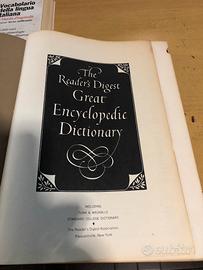 Vocabolario
della lingua
italiana
The
Reader's Digest
Great
Encyclopedic
Dictionary
INCLUDING
FUNK & WAGNALLS
STANDARD COLLEGE DICTIONARY
The Reader's Digest Association
Pleasantville, New York
subito.it